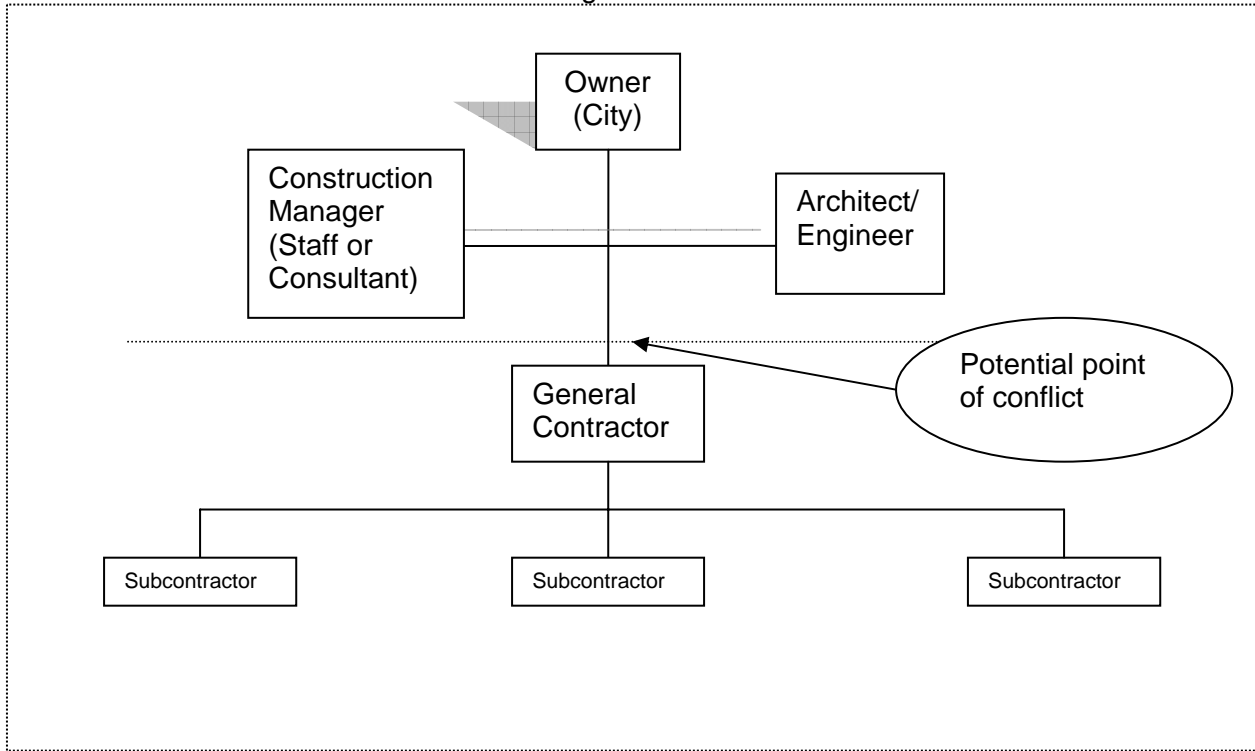 Owner
(City)
Construction
Manager
(Staff or
Consultant)
Architect/
Engineer
Potential point
of conflict
General
Contractor
Subcontractor
Subcontractor
Subcontractor